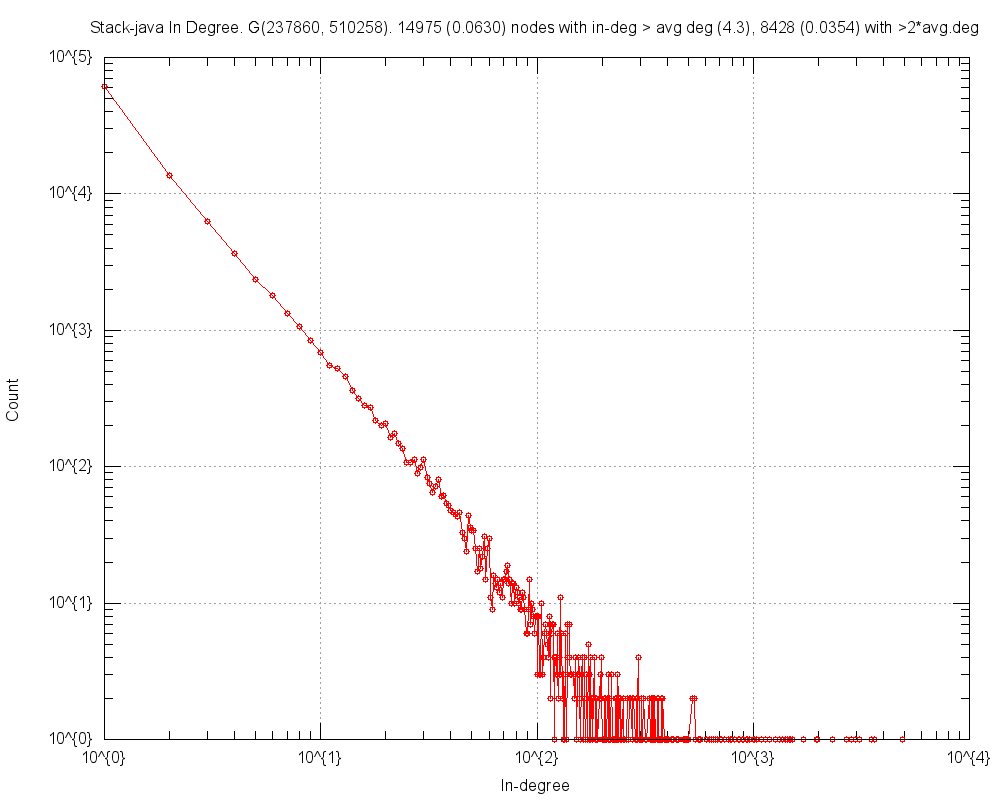 Stack-java In Degree. G(237860, 510258). 14975 (0.0630) nodes with in-deg > avg deg (4.3), 8428 (0.0354) with >2*avg.deg
10^{5}
10^{4}
10^{3}
10^{2}
10^{1}
10^{0}
Count
10^{0} 10^{1} 10^{2} 10^{3} 10^{4}
In-degree